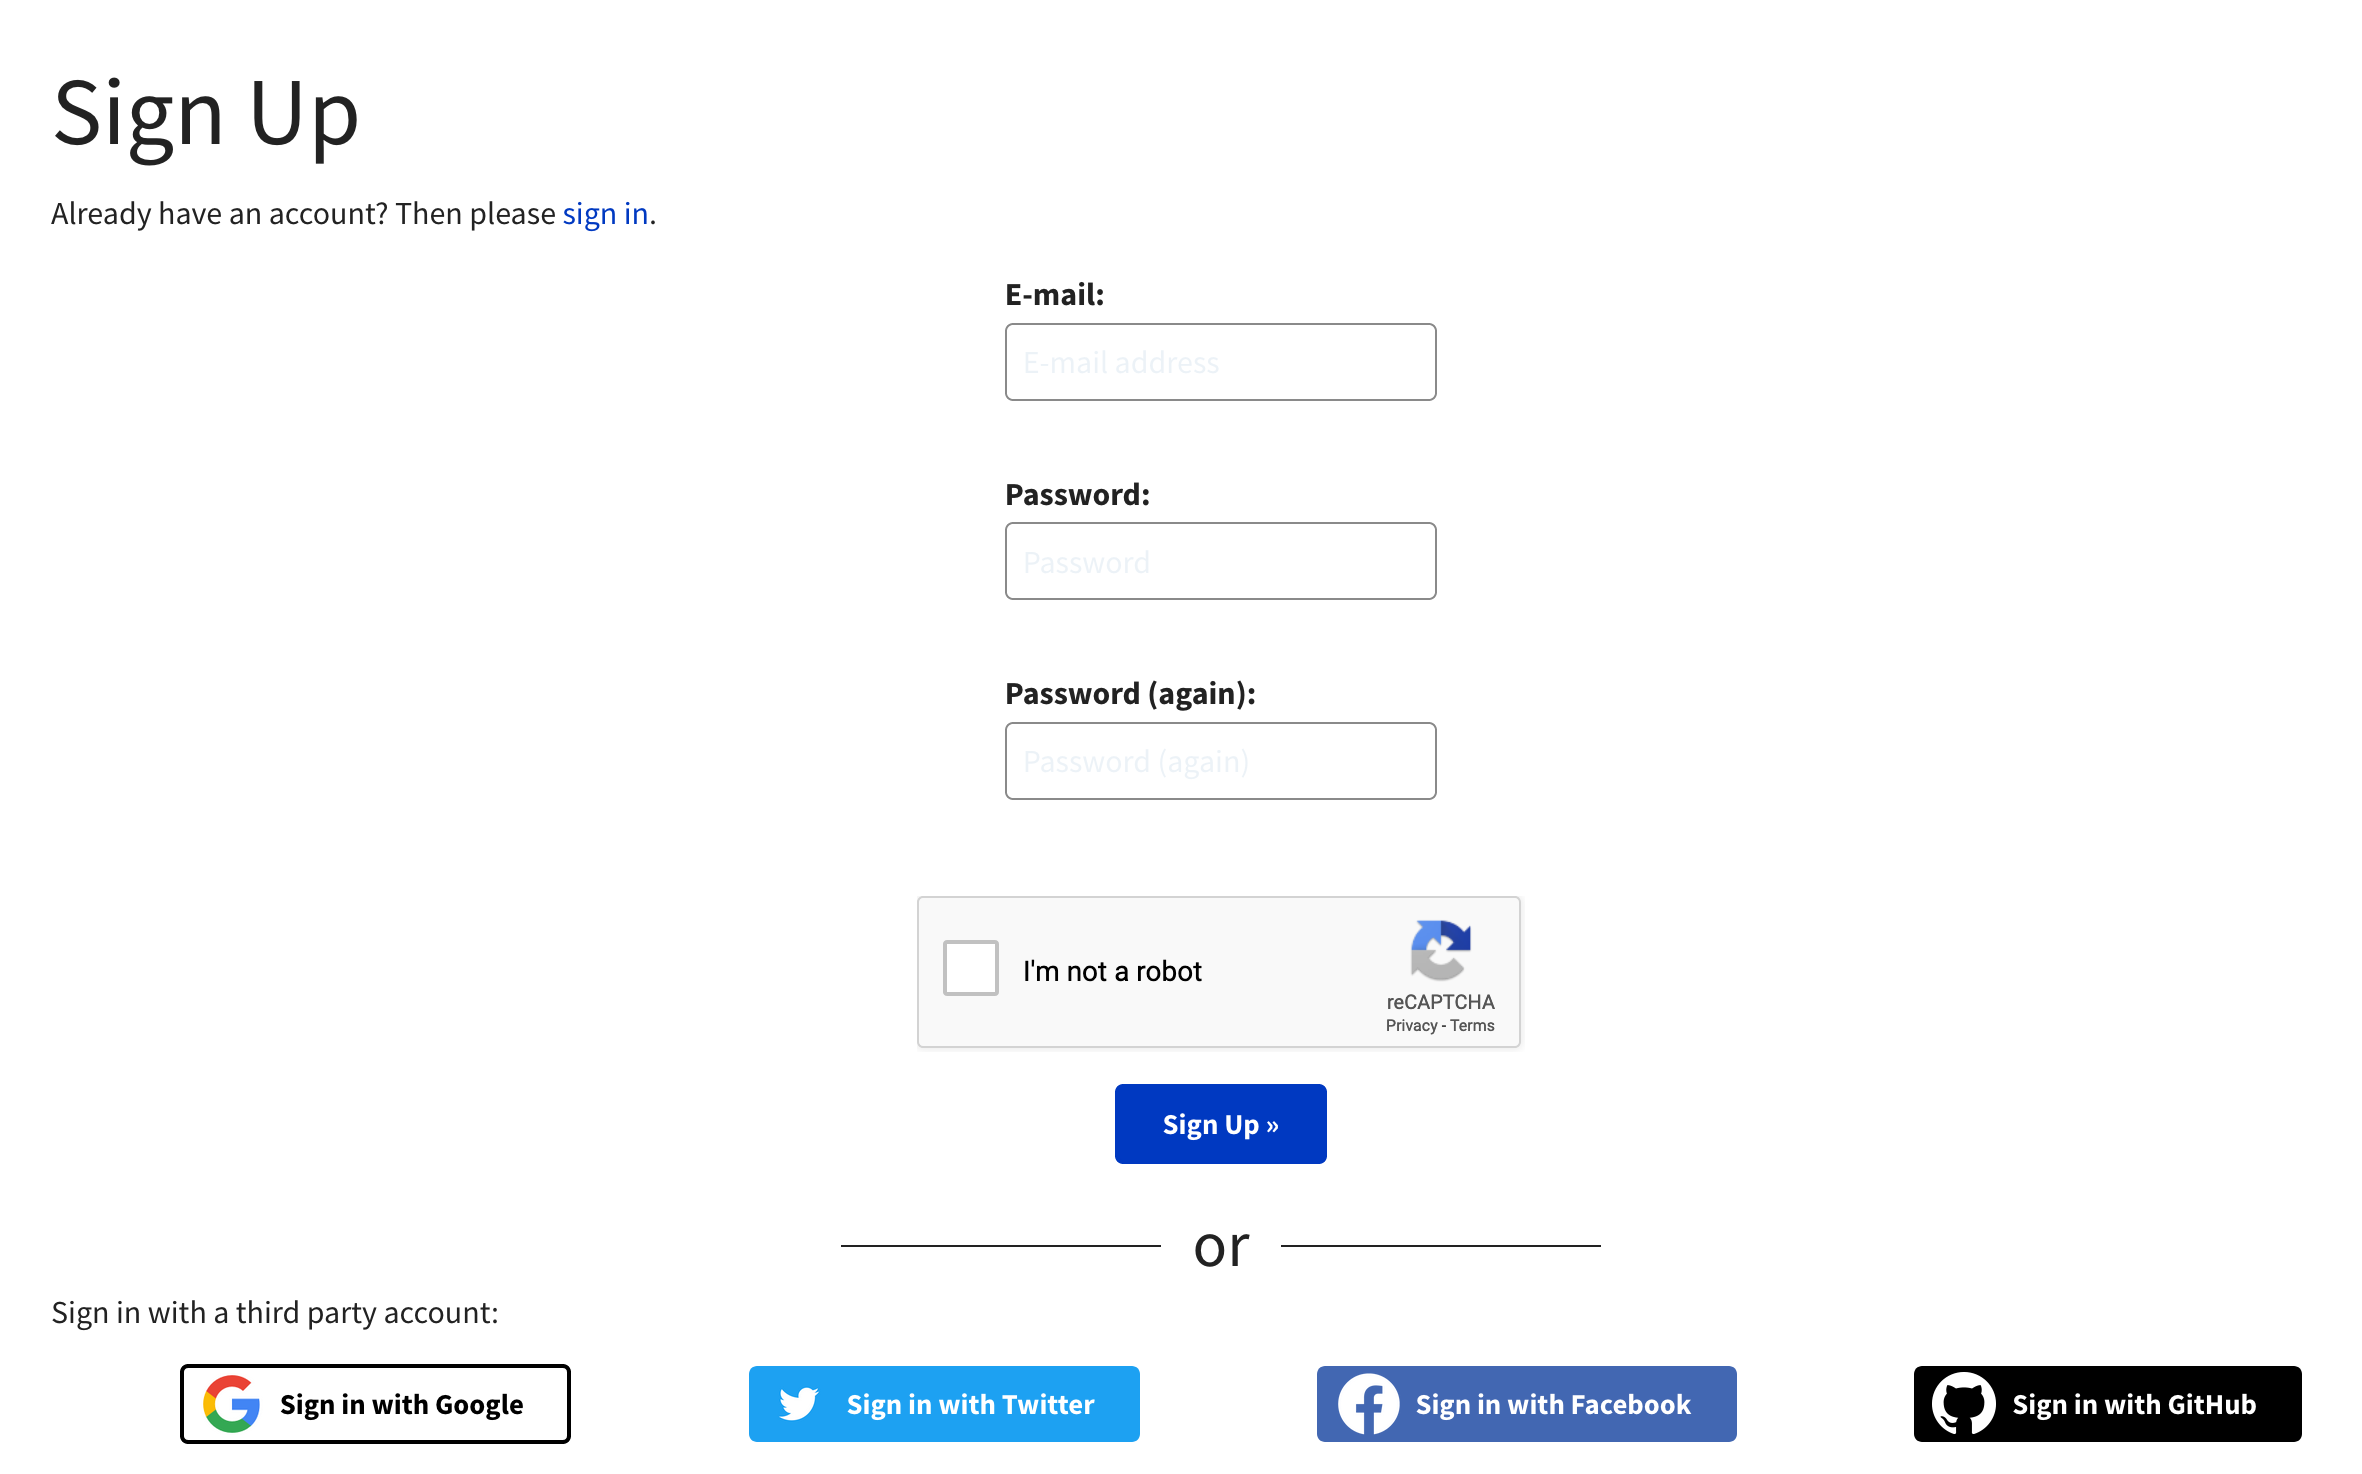 Sign Up
Already have an account? Then please sign in.
E-mail:
E-mail address
Password:
Password
Password (again):
Password (again)
I'm not a robot
reCAPTCHA
Privacy - Terms
Sign Up »
or
Sign in with a third party account:
Sign in with Google
Sign in with Twitter
Sign in with Facebook
Sign in with GitHub